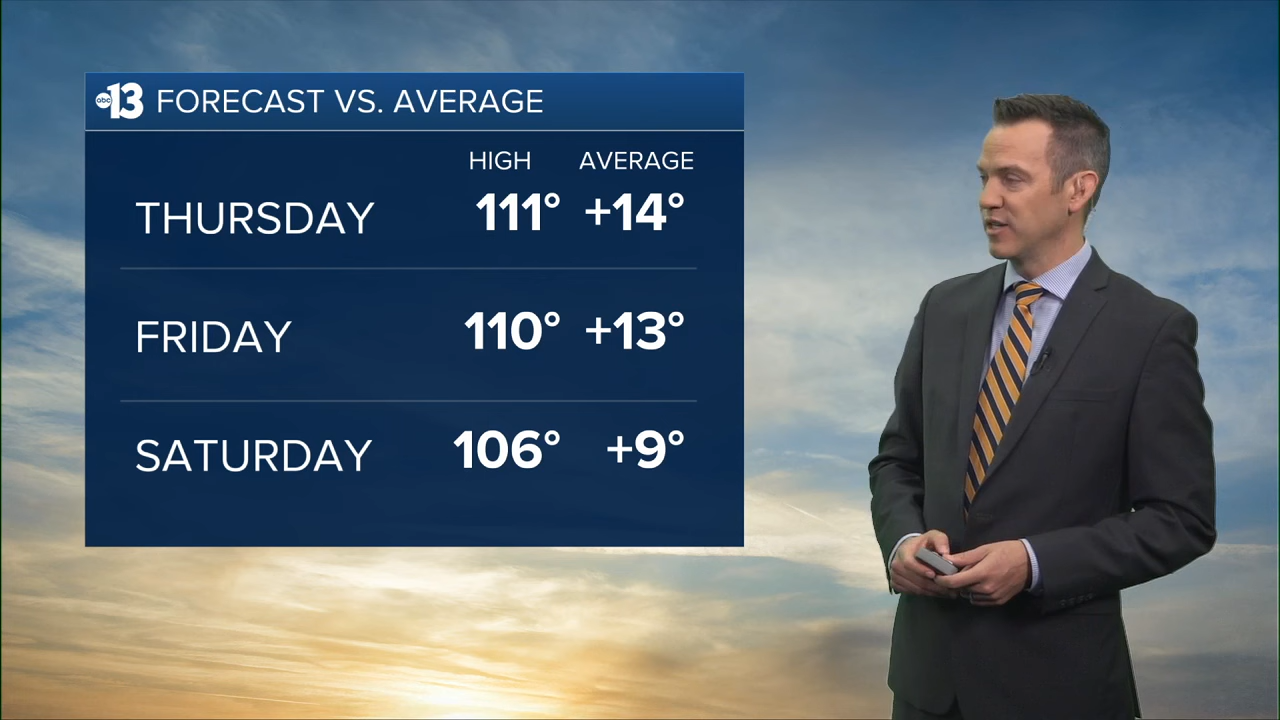 abc 13 FORECAST VS. AVERAGE
HIGH AVERAGE
THURSDAY 111° +14°
FRIDAY 110° +13°
SATURDAY 106° +9°